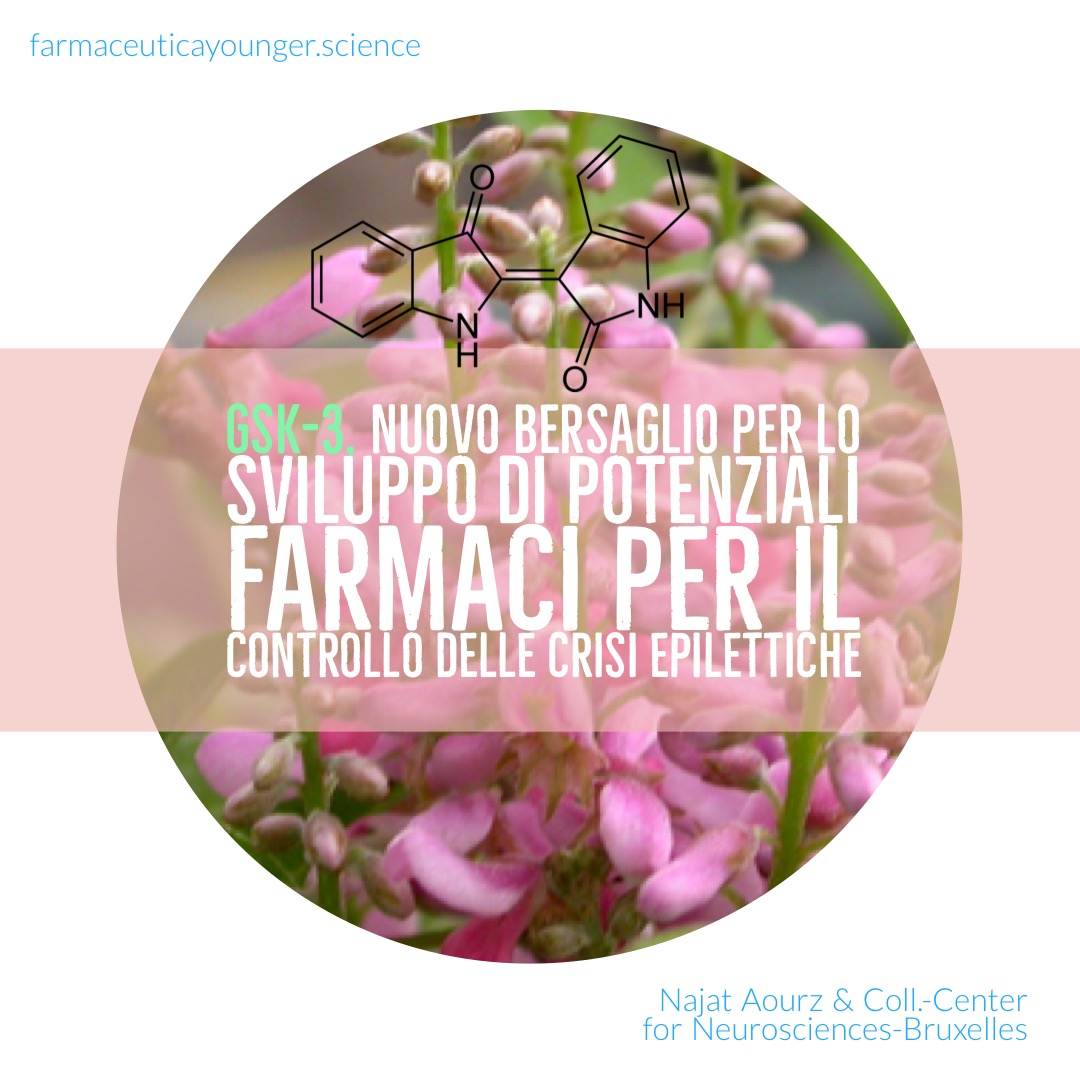 farmaceuticayounger.science
O
N
H
NH
O
GSK-3. NUOVO BERSAGLIO PER LO
SVILUPPO DI POTENZIALI
FARMACI PER IL
CONTROLLO DELLE CRISI EPILETTICHE
Najat Aourz & Coll.-Center
for Neurosciences-Bruxelles